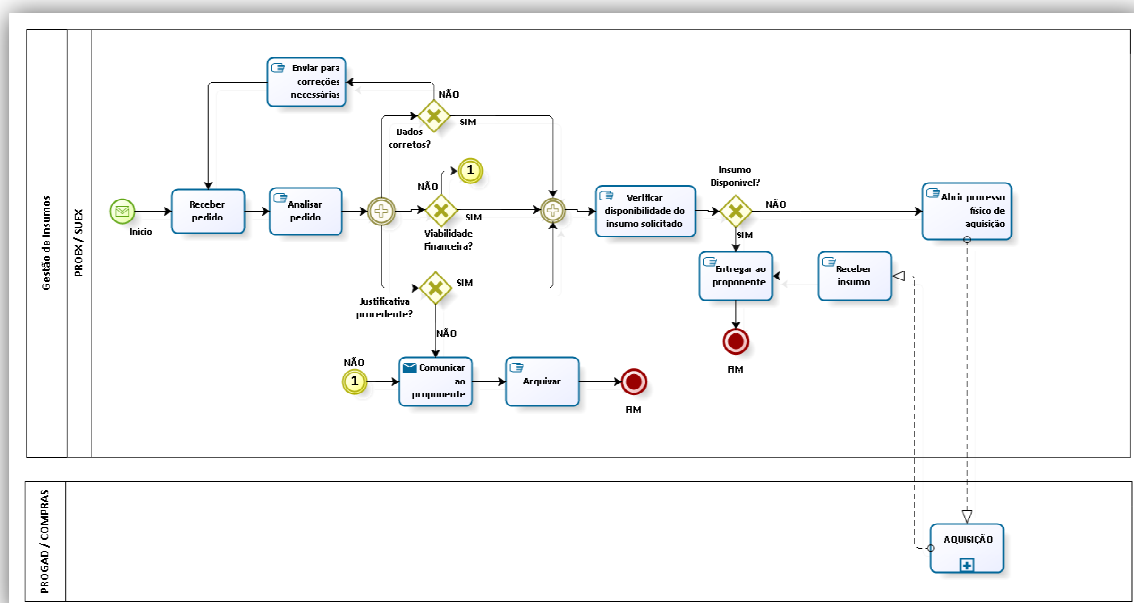 Gestão de Insumos
PROEX / SUEX
Início
Receber
pedido
Analisar
pedido
Enviar para
correções
necessárias
NÃO
SIM
Dados
corretos?
1
NÃO
SIM
Viabilidade
Financeira?
SIM
Justificativa
procedente?
NÃO
NÃO
1
Comunicar
ao
proponente
Arquivar
FIM
Verificar
disponibilidade do
insumo solicitado
Insumo
Disponível?
NÃO
SIM
Entregar ao
proponente
FIM
Receber
insumo
Abrir processo
físico de
aquisição
PROGAD / COMPRAS
AQUISIÇÃO